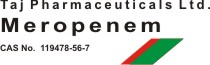 Taj Pharmaceuticals Ltd.
Meropenem
CAS No. 119478-56-7